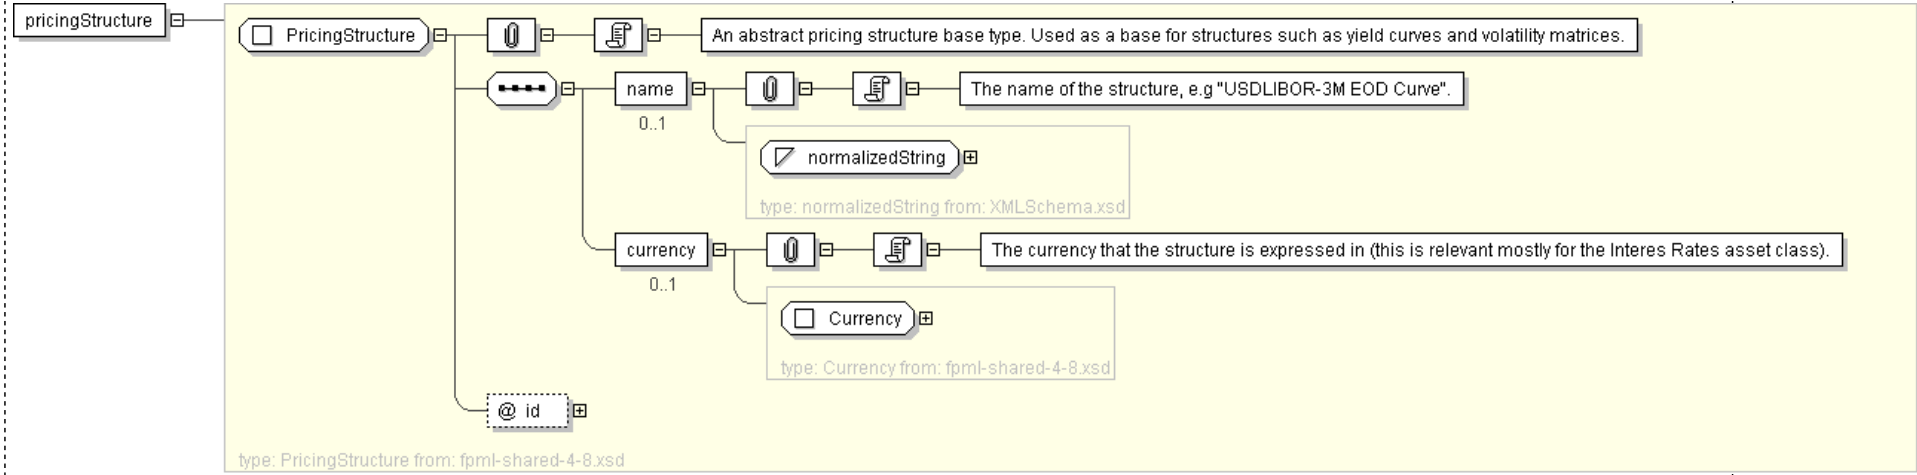 pricingStructure
PricingStructure
An abstract pricing structure base type. Used as a base for structures such as yield curves and volatility matrices.
name
The name of the structure, e.g "USDLIBOR-3M EOD Curve".
0..1
normalizedString
type: normalizedString from: XMLSchema.xsd
currency
The currency that the structure is expressed in (this is relevant mostly for the Interes Rates asset class).
0..1
Currency
type: Currency from: fpml-shared-4-8.xsd
@ id
type: PricingStructure from: fpml-shared-4-8.xsd